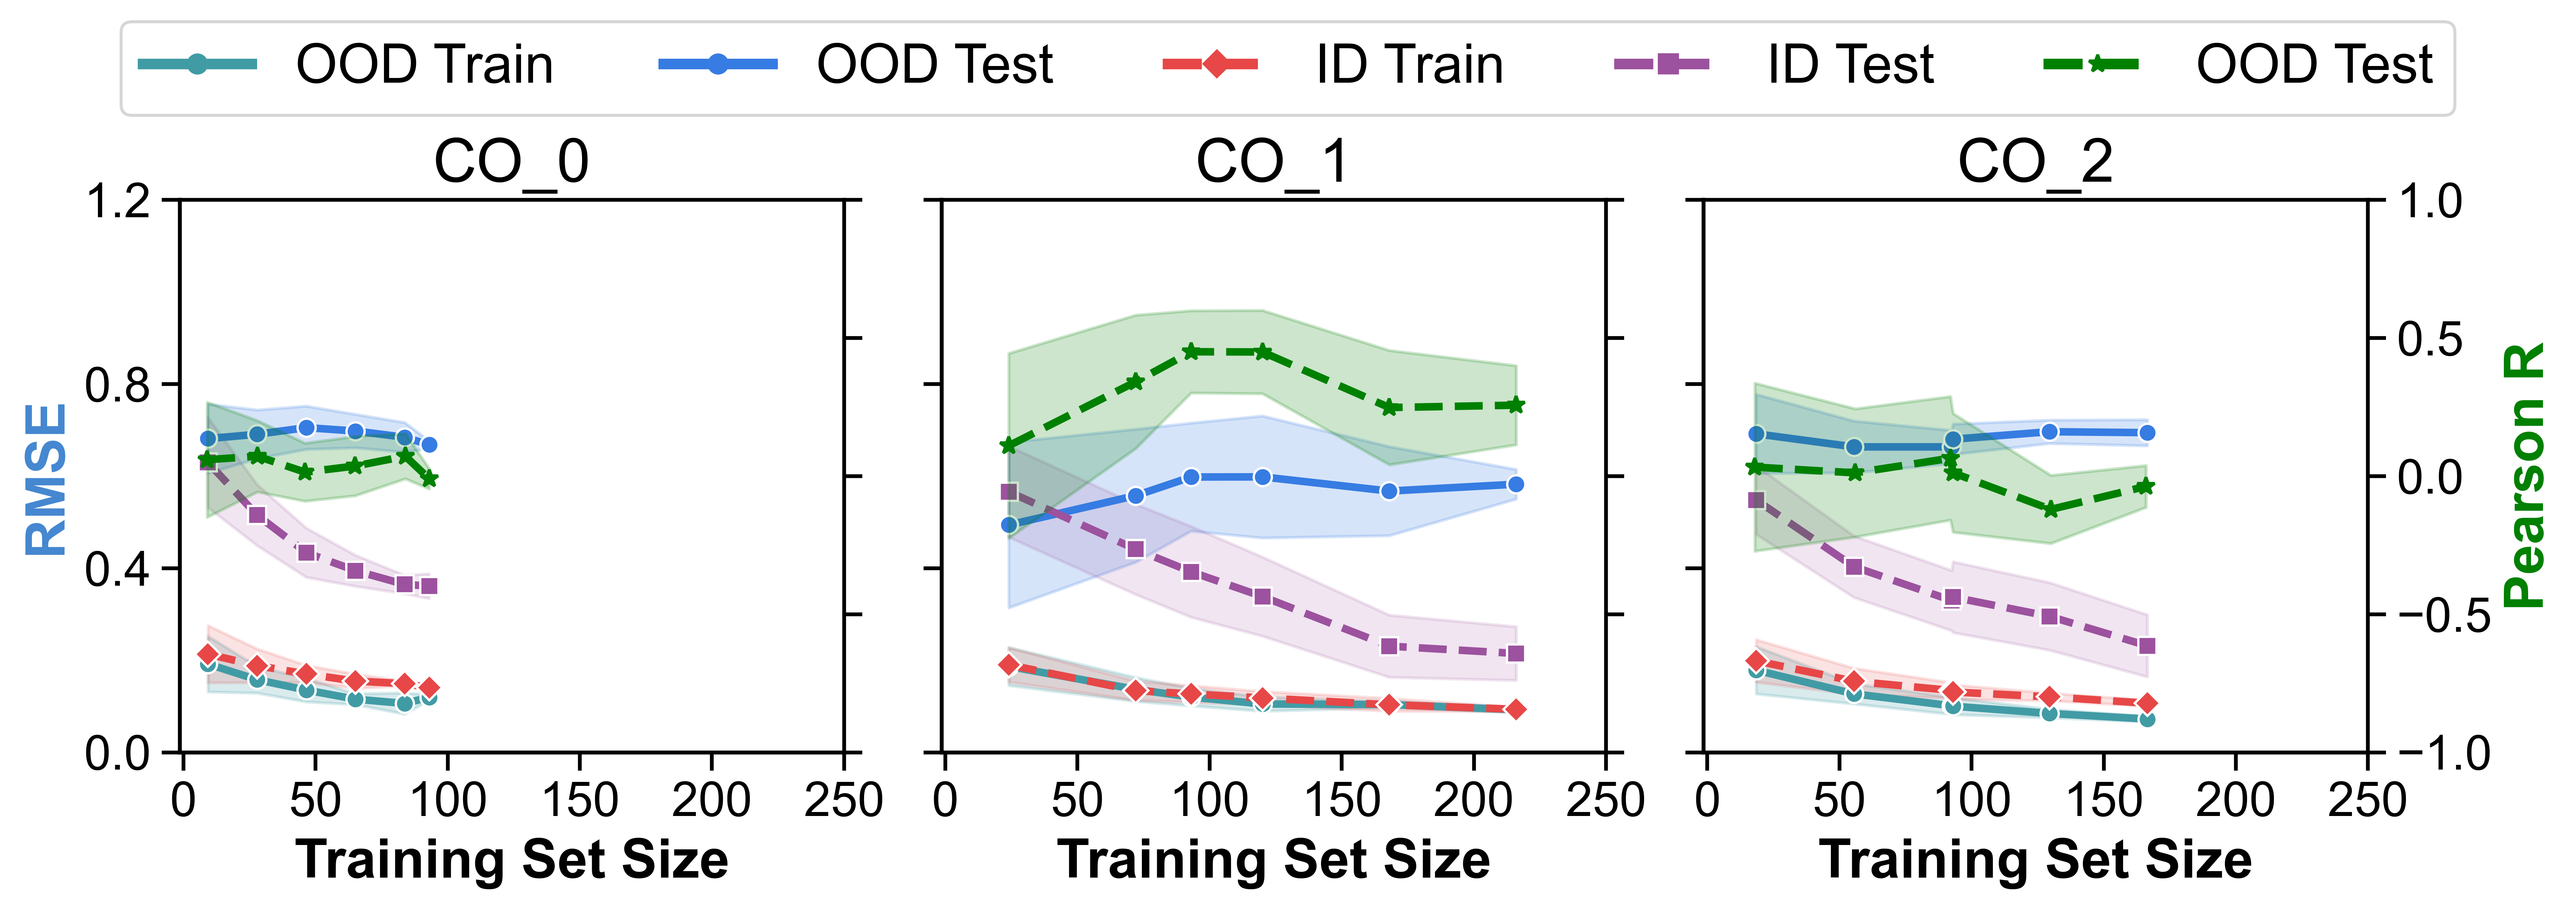 OOD Train OOD Test ID Train ID Test OOD Test
CO_0 CO_1 CO_2
1.2
0.8
0.4
0.0
RMSE
1.0
0.5
0.0
−0.5
−1.0
Pearson R
0 50 100 150 200 250
0 50 100 150 200 250
0 50 100 150 200 250
Training Set Size Training Set Size Training Set Size